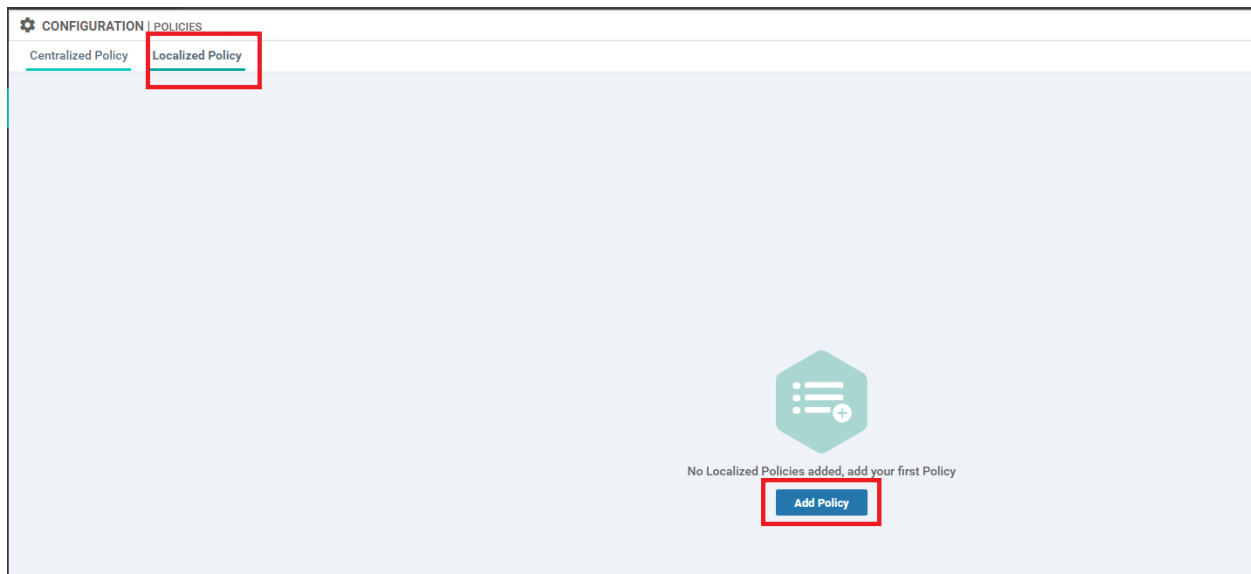 CONFIGURATION | POLICIES
Centralized Policy Localized Policy
No Localized Policies added, add your first Policy
Add Policy